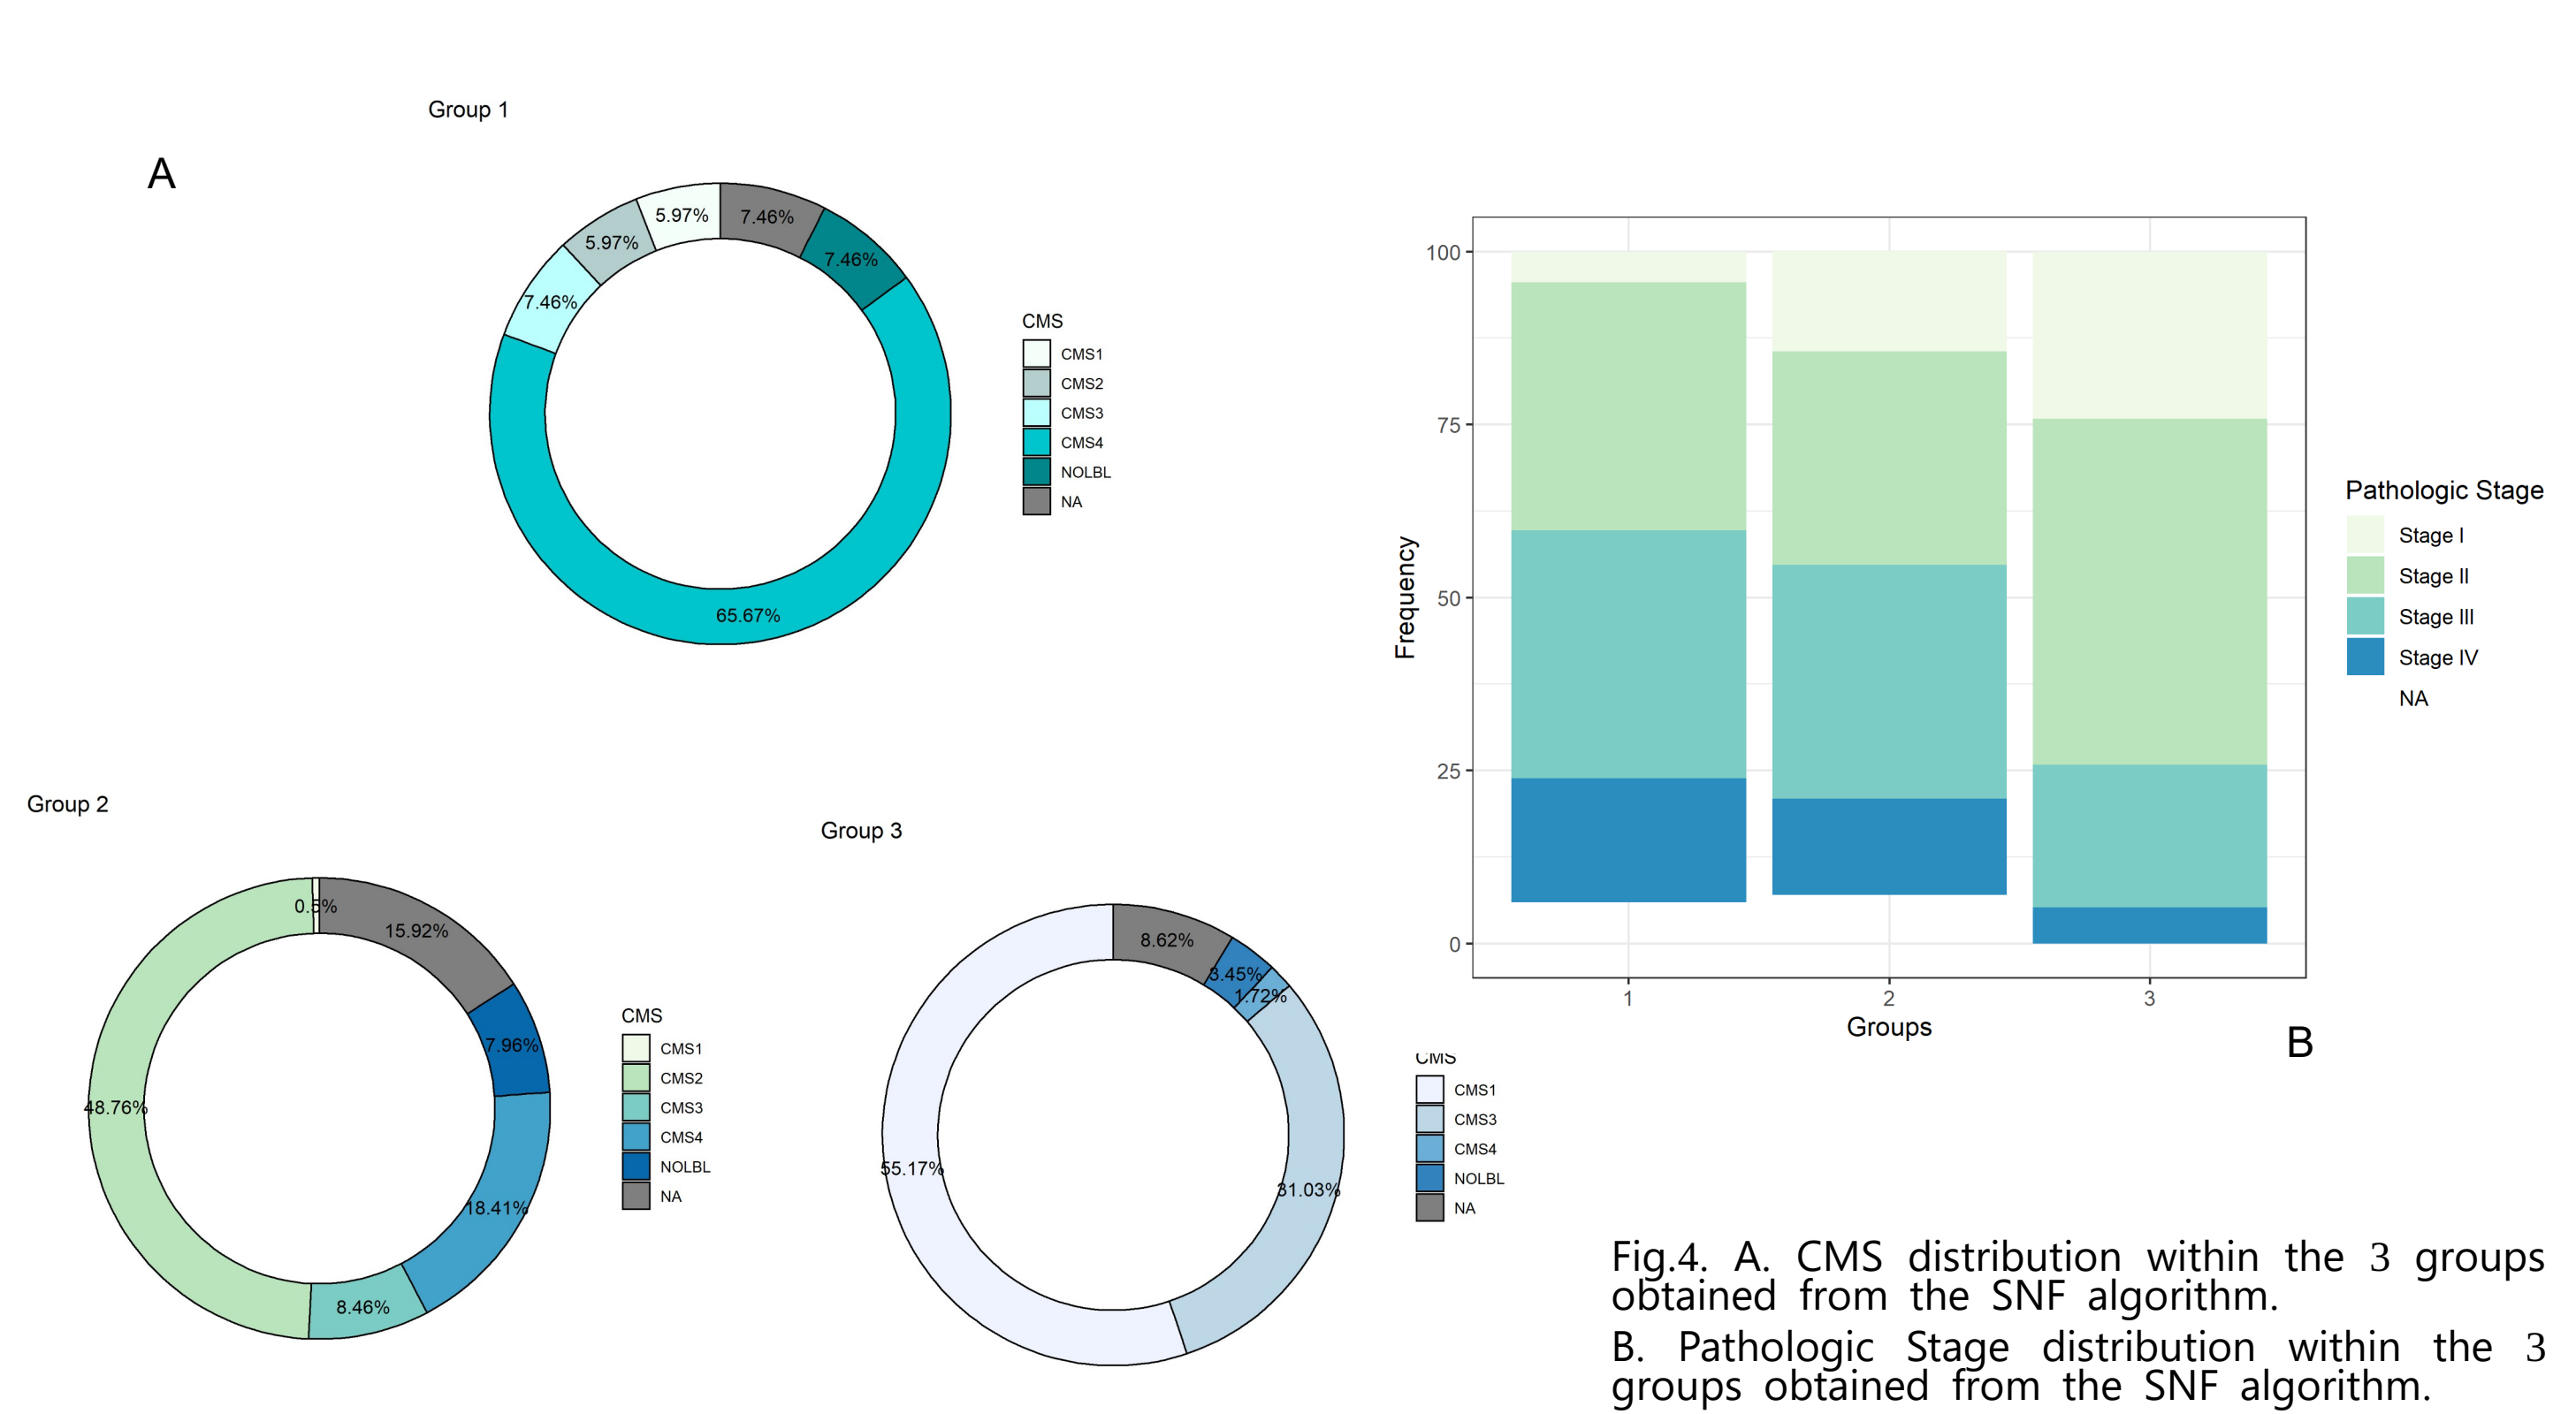 Group 1
A
5.97%
7.46%
5.97%
7.46%
7.46%
65.67%
CMS
CMS1
CMS2
CMS3
CMS4
NOLBL
NA
Group 2
0.5%
15.92%
7.96%
48.76%
18.41%
8.46%
CMS
CMS1
CMS2
CMS3
CMS4
NOLBL
NA
Group 3
8.62%
3.45%
1.72%
55.17%
31.03%
CMS
CMS1
CMS3
CMS4
NOLBL
NA
100
75
50
25
0
Frequency
1 2 3
Groups
Pathologic Stage
Stage I
Stage II
Stage III
Stage IV
NA
B
Fig.4. A. CMS distribution within the 3 groups
obtained from the SNF algorithm.
B. Pathologic Stage distribution within the 3
groups obtained from the SNF algorithm.